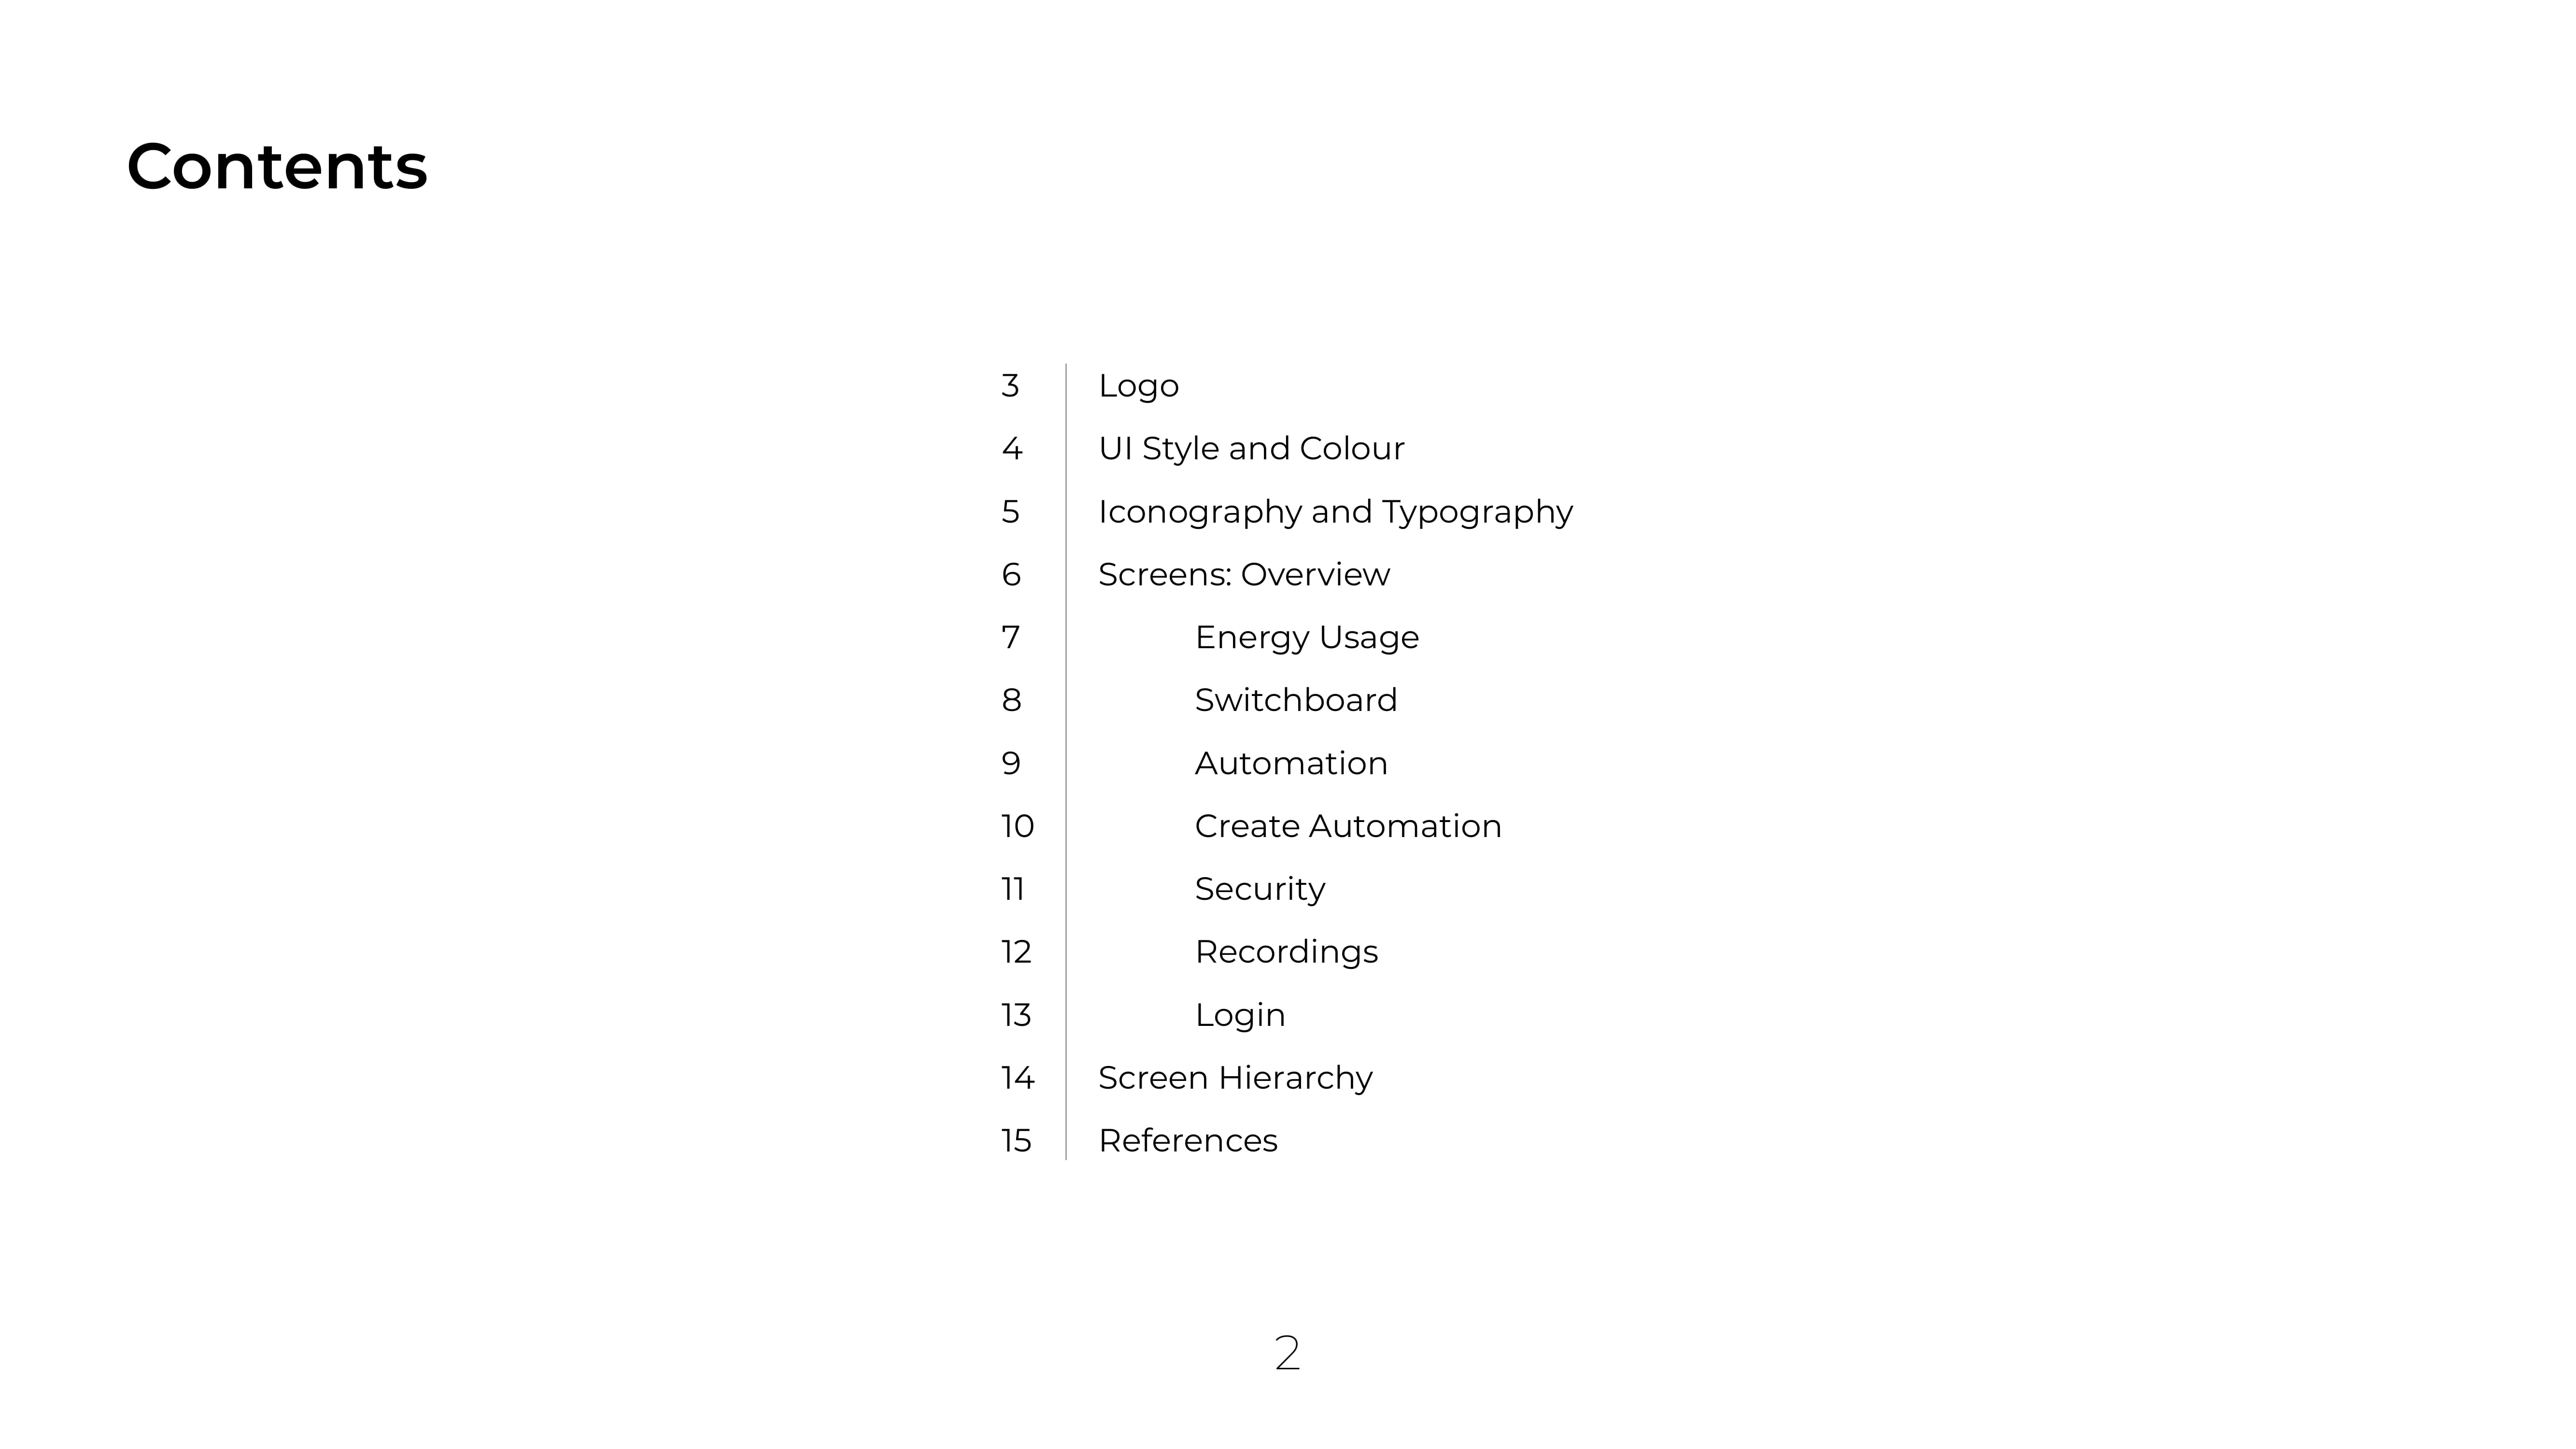 Contents
3 Logo
4 UI Style and Colour
5 Iconography and Typography
6 Screens: Overview
7 Energy Usage
8 Switchboard
9 Automation
10 Create Automation
11 Security
12 Recordings
13 Login
14 Screen Hierarchy
15 References
2